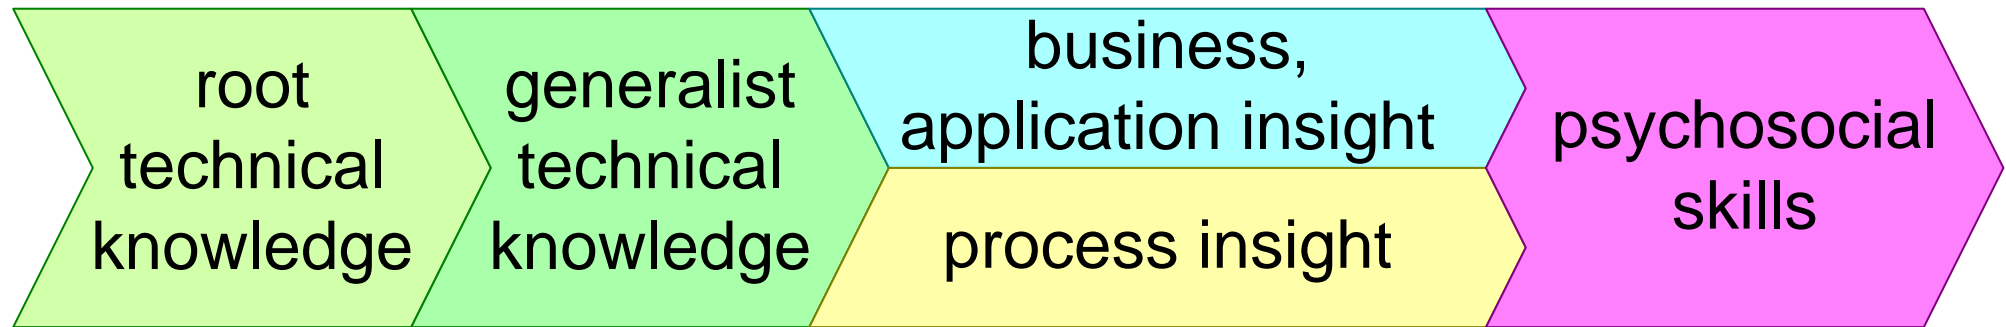 root
technical
knowledge
generalist
technical
knowledge
business,
application insight
process insight
psychosocial
skills